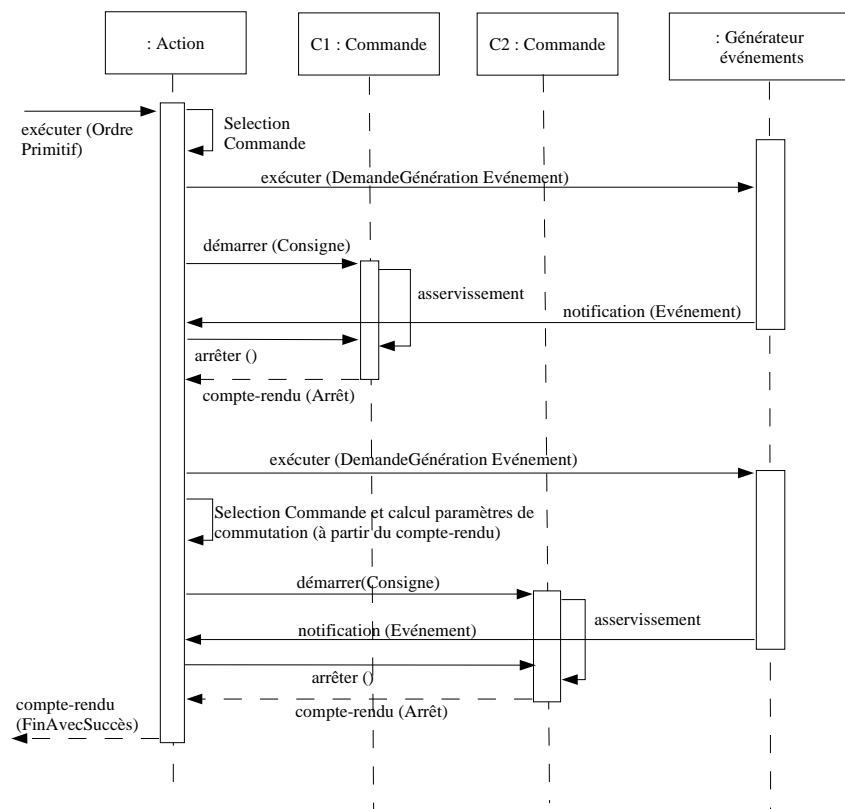 : Action
C1 : Commande
C2 : Commande
: Générateur
événements
exécuter (Ordre
Primitif)
Selection
Commande
exécuter (DemandeGénération Evénement)
démarrer (Consigne)
asservissement
notification (Evénement)
arrêter ()
compte-rendu (Arrêt)
exécuter (DemandeGénération Evénement)
Selection Commande et calcul paramètres de
commutation (à partir du compte-rendu)
démarrer(Consigne)
asservissement
notification (Evénement)
arrêter ()
compte-rendu (Arrêt)
compte-rendu
(FinAvecSuccès)